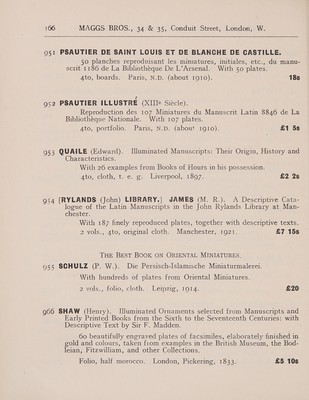 166 MAGGS BROS., 34 & 35, Conduit Street, London, W.
951 PSAUTIER DE SAINT LOUIS ET DE BLANCHE DE CASTILLE.
50 planches reproduisant les miniatures, initiales, etc., du manu-
scrit 1186 de La Bibliothèque De L'Arsenal. With 50 plates.
4to, boards. Paris, N.D. (about 1910). 18s
952 PSAUTIER ILLUSTRÉ (XIIIe Siècle).
Reproduction des 107 Miniatures du Manuscrit Latin 8846 de La
Bibliothèque Nationale. With 107 plates.
4to, portfolio. Paris, N.D. (about 1910). £1 5s
953 QUAILE (Edward). Illuminated Manuscripts: Their Origin, History and
Characteristics.
With 26 examples from Books of Hours in his possession.
4to, cloth, t. e. g. Liverpool, 1897. £2 2s
954 [RYLANDS (John) LIBRARY.] JAMES (M. R.). A Descriptive Cata-
logue of the Latin Manuscripts in the John Rylands Library at Man-
chester.
With 187 finely reproduced plates, together with descriptive texts.
2 vols., 4to, original cloth. Manchester, 1921. £7 15s
THE BEST BOOK ON ORIENTAL MINIATURES.
955 SCHULZ (P. W.). Die Persisch-Islamische Miniaturmalerei.
With hundreds of plates from Oriental Miniatures.
2 vols., folio, cloth. Leipzig, 1914. £20
966 SHAW (Henry). Illuminated Ornaments selected from Manuscripts and
Early Printed Books from the Sixth to the Seventeenth Centuries: with
Descriptive Text by Sir F. Madden.
60 beautifully engraved plates of facsimiles, elaborately finished in
gold and colours, taken from examples in the British Museum, the Bod-
leian, Fitzwilliam, and other Collections.
Folio, half morocco. London, Pickering, 1833. £5 10s